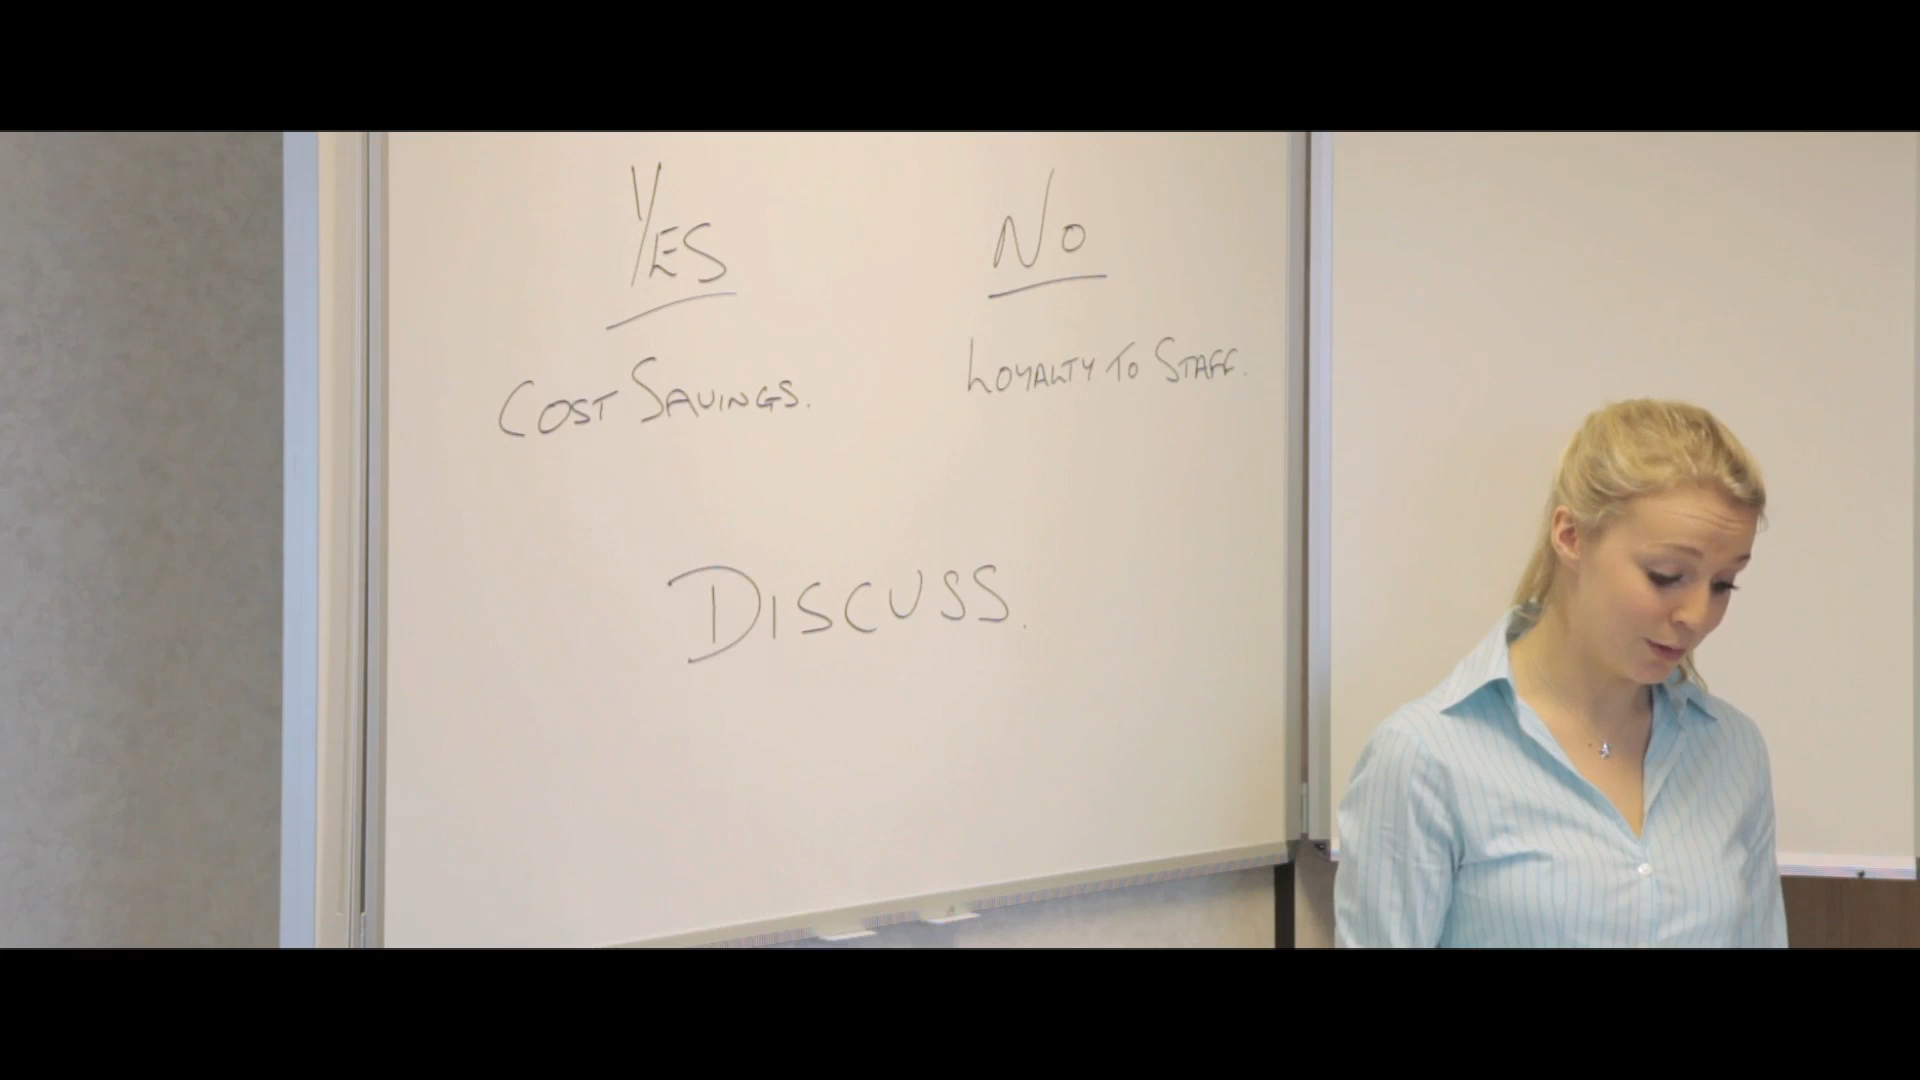 YES
NO
COST SAVINGS.
LOYALTY TO STAFF.
DISCUSS.